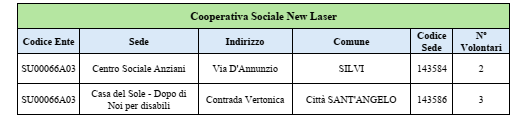 Cooperativa Sociale New Laser
Codice Ente Sede Indirizzo Comune Codice Sede N° Volontari
SU00066A03 Centro Sociale Anziani Via D'Annunzio SILVI 143584 2
SU00066A03 Casa del Sole - Dopo di Noi per disabili Contrada Vertonica Città SANT'ANGELO 143586 3